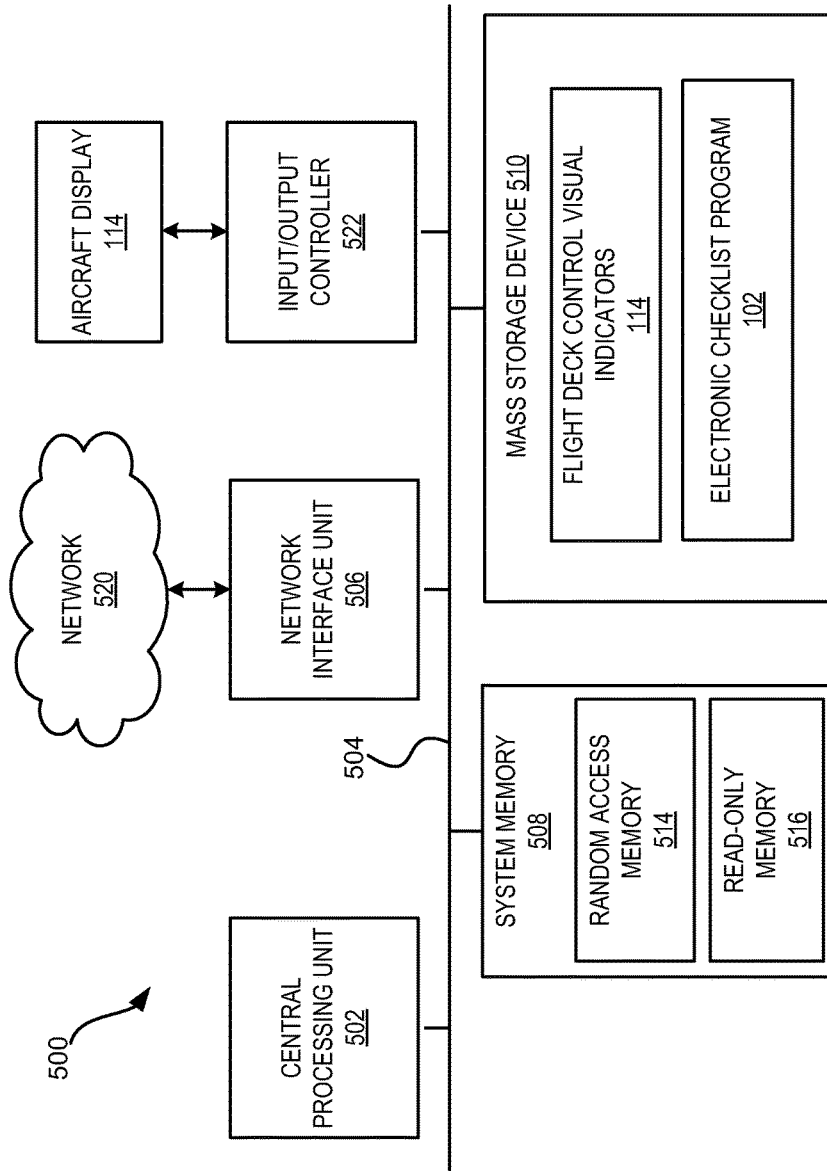 500
CENTRAL
PROCESSING UNIT
502
NETWORK
520
NETWORK
INTERFACE UNIT
506
AIRCRAFT DISPLAY
114
INPUT/OUTPUT
CONTROLLER
522
504
SYSTEM MEMORY
508
RANDOM ACCESS
MEMORY
514
READ-ONLY
MEMORY
516
MASS STORAGE DEVICE 510
FLIGHT DECK CONTROL VISUAL
INDICATORS
114
ELECTRONIC CHECKLIST PROGRAM
102